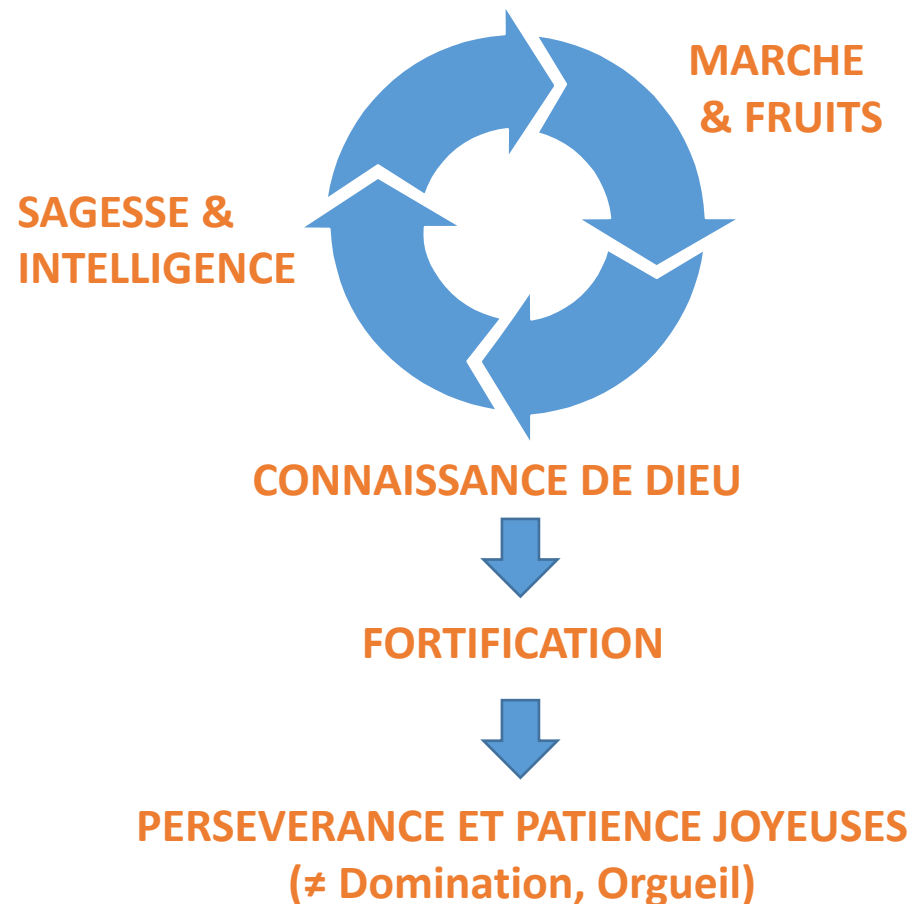 MARCHE
& FRUITS
SAGESSE &
INTELLIGENCE
CONNAISSANCE DE DIEU
FORTIFICATION
PERSEVERANCE ET PATIENCE JOYEUSES
(≠ Domination, Orgueil)